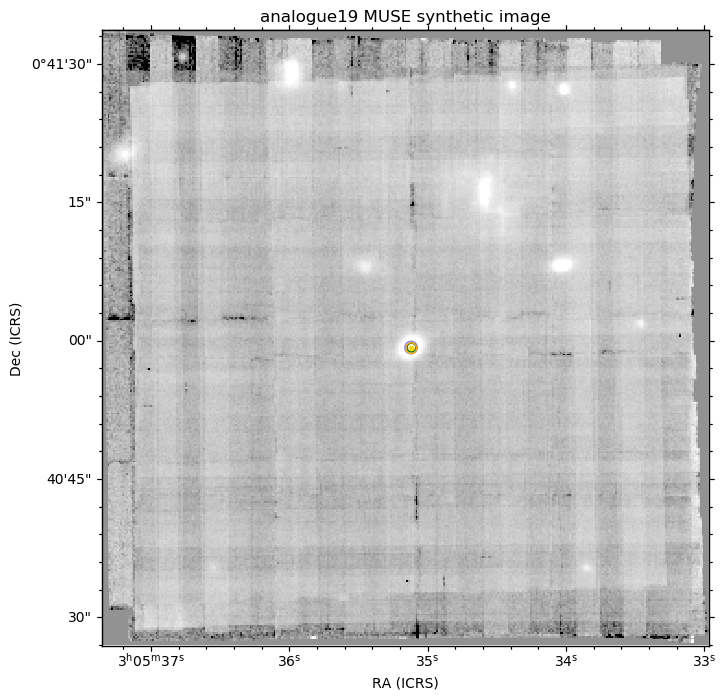 analogue19 MUSE synthetic image
0°41'30"
15"
00"
40'45"
30"
Dec (ICRS)
3ʰ05ᵐ37ˢ 36ˢ 35ˢ 34ˢ 33ˢ
RA (ICRS)